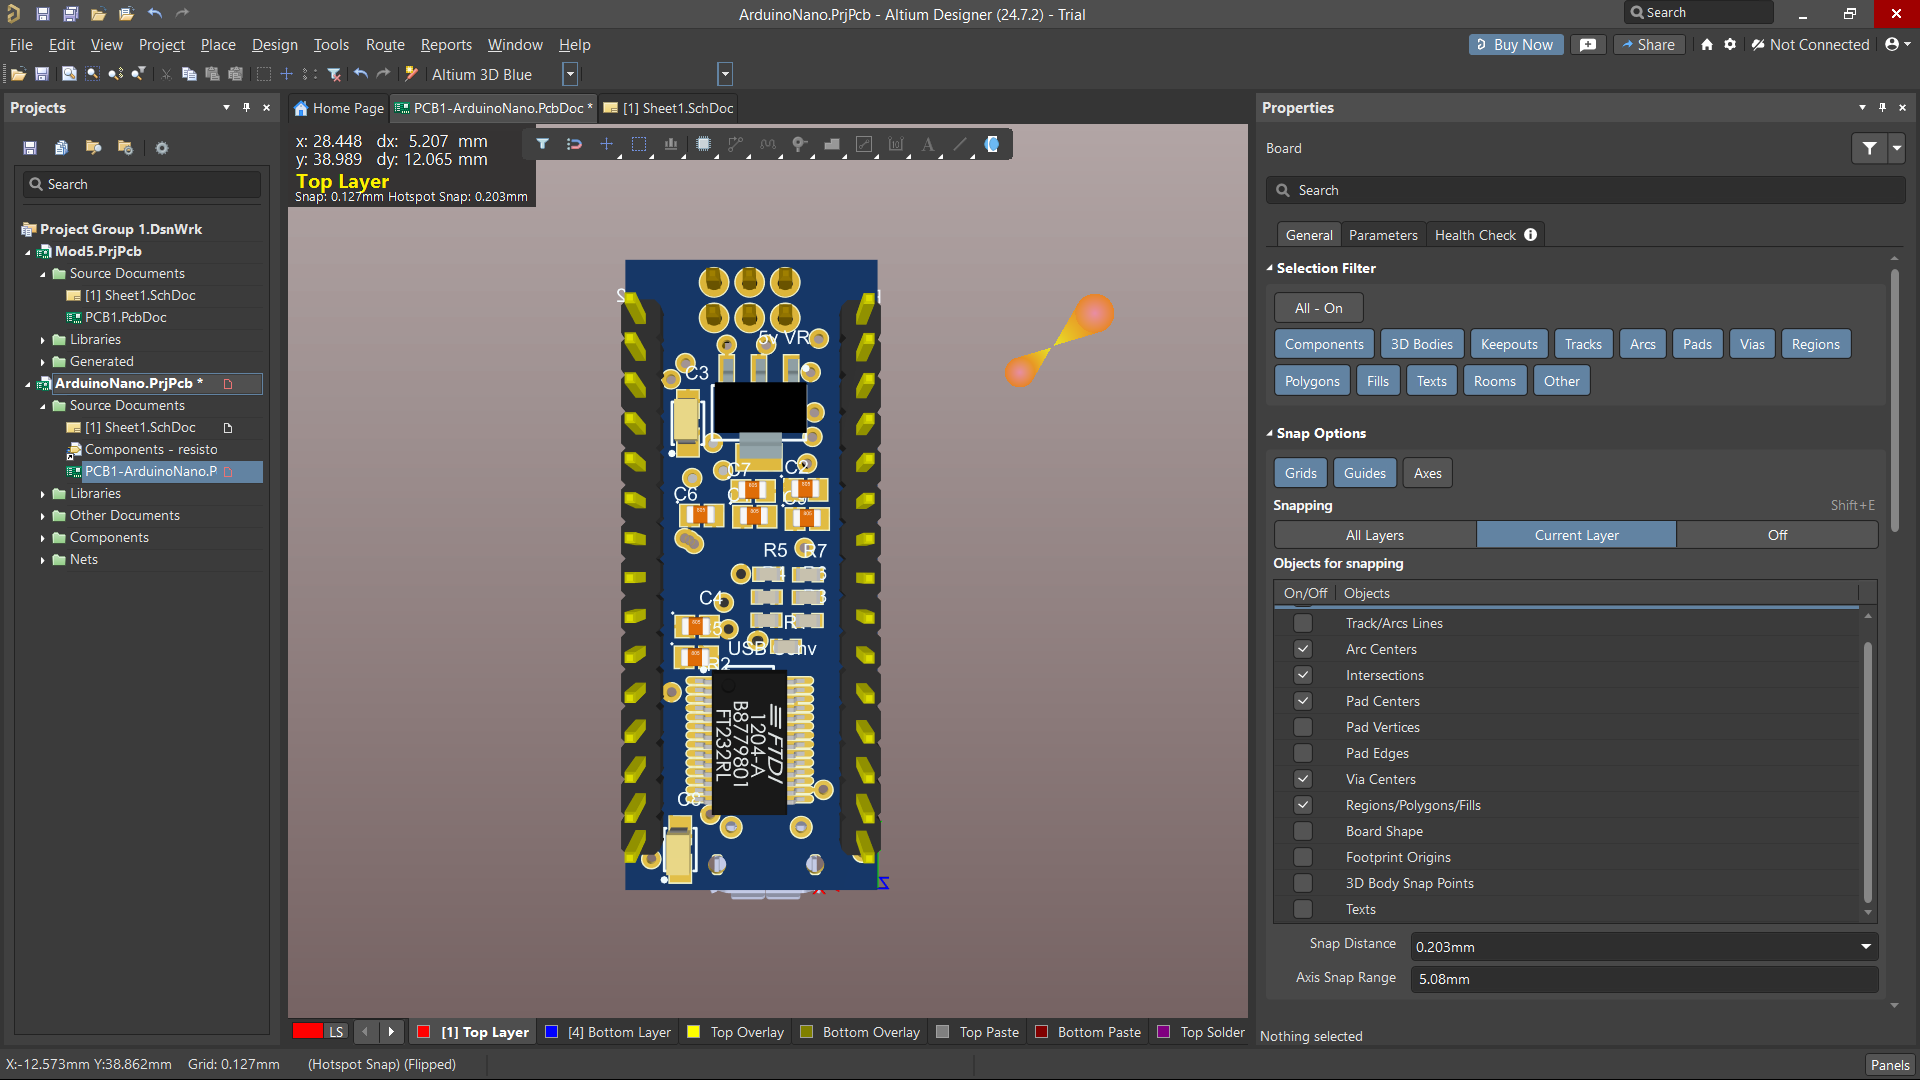 ArduinoNano.PrjPcb - Altium Designer (24.7.2) - Trial
Search
File Edit View Project Place Design Tools Route Reports Window Help
Buy Now Share Not Connected
Altium 3D Blue
Projects
Home Page
PCB1-ArduinoNano.PcbDoc *
[1] Sheet1.SchDoc
Properties
x: 28.448 dx: 5.207 mm
y: 38.989 dy: 12.065 mm
Top Layer
Snap: 0.127mm Hotspot Snap: 0.203mm
Search
Project Group 1.DsnWrk
Mod5.PrjPcb
Source Documents
[1] Sheet1.SchDoc
PCB1.PcbDoc
Libraries
Generated
ArduinoNano.PrjPcb *
Source Documents
[1] Sheet1.SchDoc
Components - resisto
PCB1-ArduinoNano.P
Libraries
Other Documents
Components
Nets
2
1
5v VR
C3
C7
C2
C6
R5
R7
C4
USB Conv
R2
FTDI
1204-A
B8779801
FT232RL
Z
LS
[1] Top Layer
[4] Bottom Layer
Top Overlay
Bottom Overlay
Top Paste
Bottom Paste
Top Solder
Board
Search
General Parameters Health Check
Selection Filter
All - On
Components 3D Bodies Keepouts Tracks Arcs Pads Vias Regions
Polygons Fills Texts Rooms Other
Snap Options
Grids Guides Axes
Snapping Shift+E
All Layers Current Layer Off
Objects for snapping
On/Off Objects
Track/Arcs Lines
Arc Centers
Intersections
Pad Centers
Pad Vertices
Pad Edges
Via Centers
Regions/Polygons/Fills
Board Shape
Footprint Origins
3D Body Snap Points
Texts
Snap Distance 0.203mm
Axis Snap Range 5.08mm
Nothing selected
X:-12.573mm Y:38.862mm Grid: 0.127mm (Hotspot Snap) (Flipped)
Panels